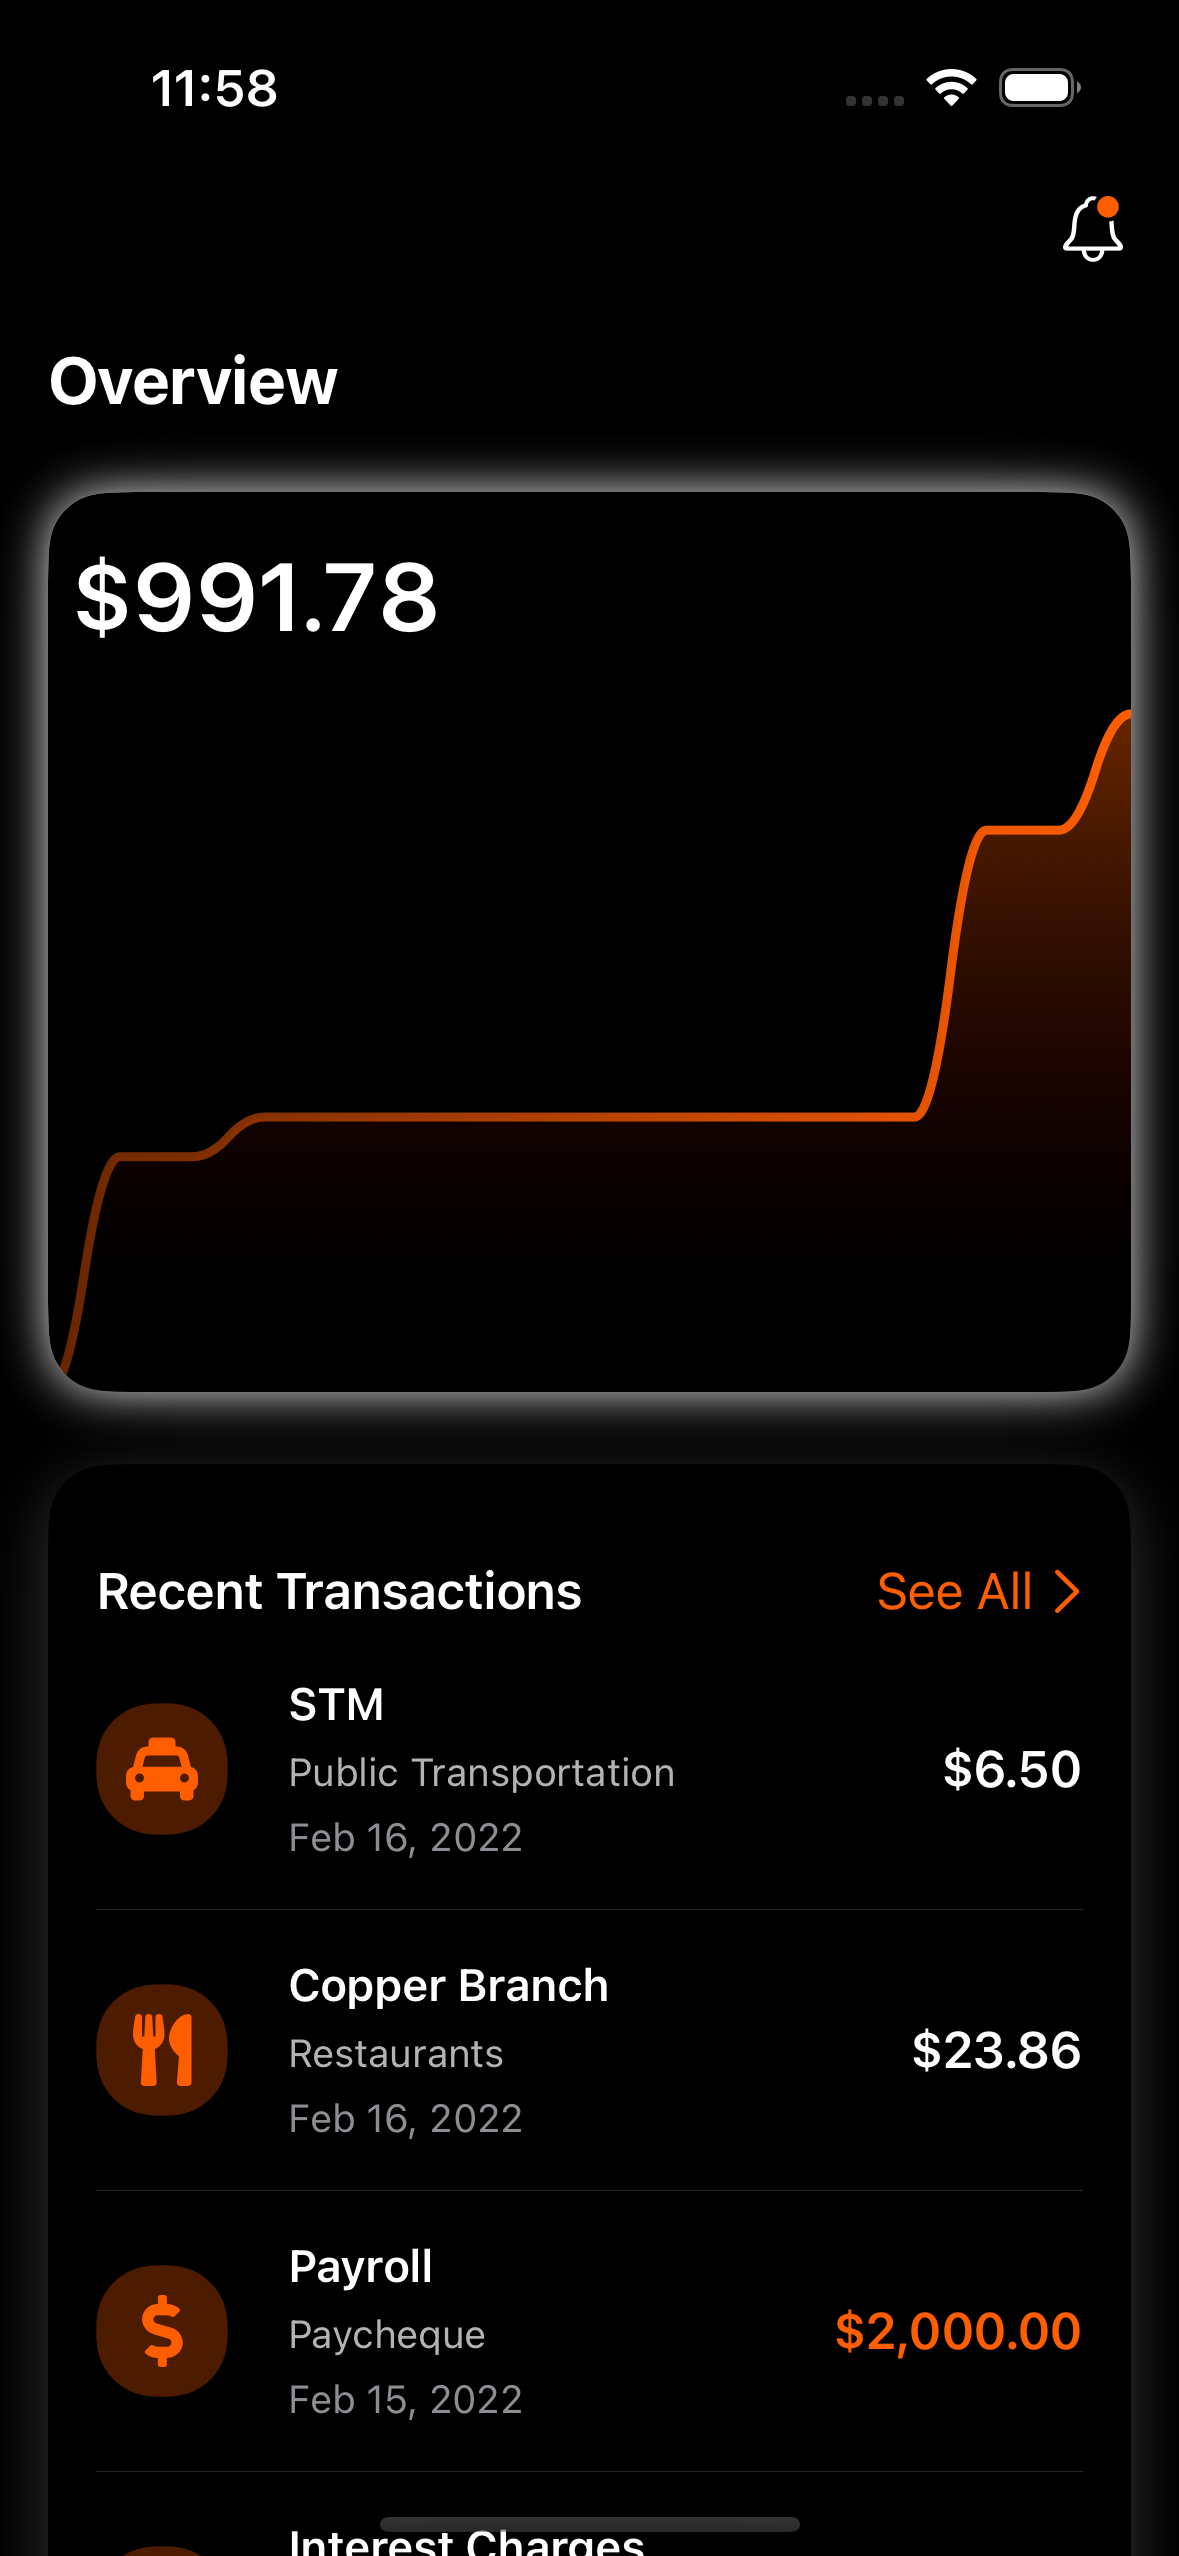 11:58
Overview
$991.78
Recent Transactions
See All
STM
Public Transportation
$6.50
Feb 16, 2022
Copper Branch
Restaurants
$23.86
Feb 16, 2022
Payroll
Paycheque
$2,000.00
Feb 15, 2022
Interest Charges